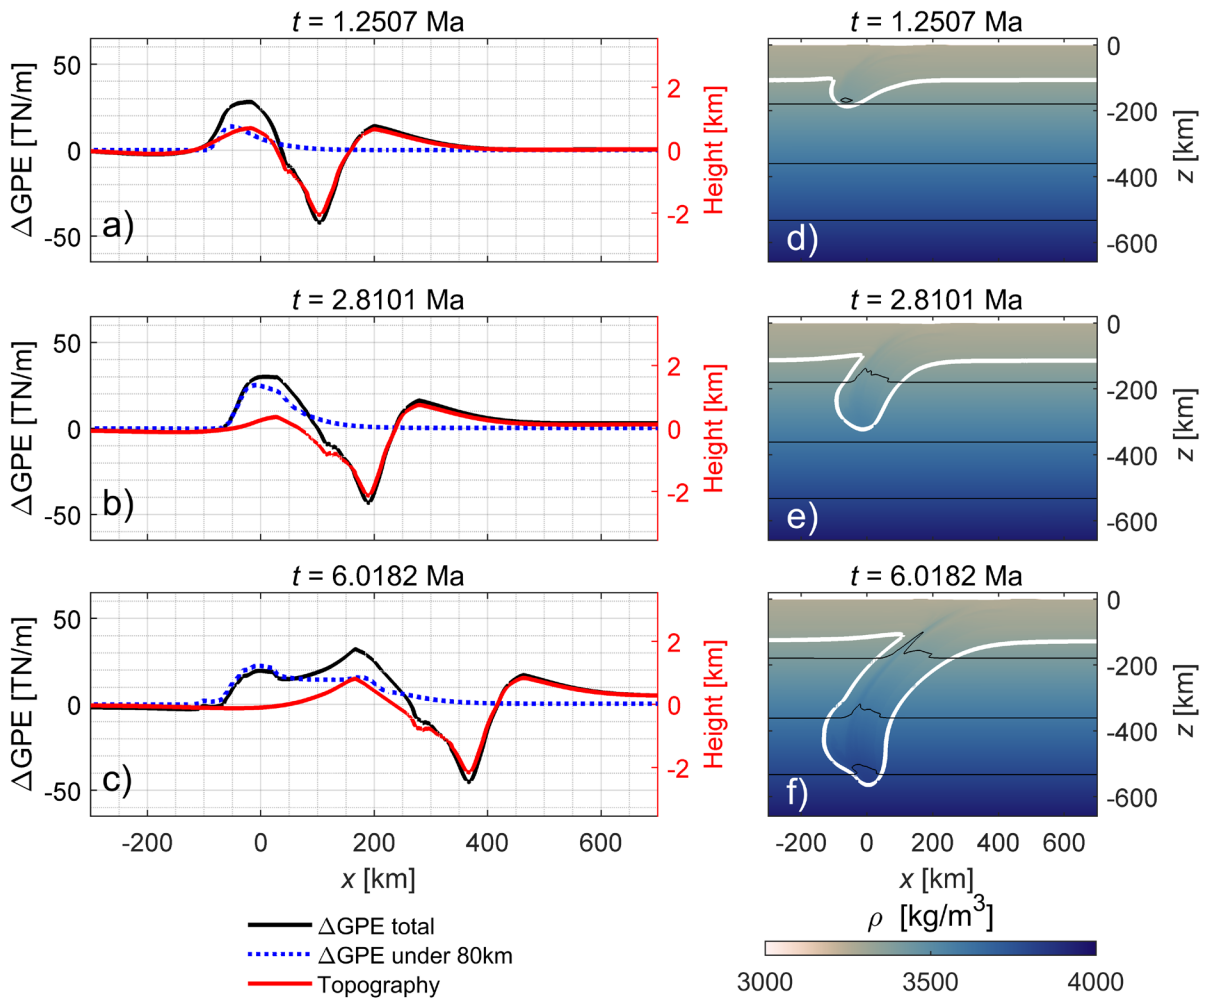 t = 1.2507 Ma
ΔGPE [TN/m]
50
0
-50
2
0
-2
Height [km]
a)
t = 1.2507 Ma
0
-200
-400
-600
z [km]
d)
t = 2.8101 Ma
ΔGPE [TN/m]
50
0
-50
2
0
-2
Height [km]
b)
t = 2.8101 Ma
0
-200
-400
-600
z [km]
e)
t = 6.0182 Ma
ΔGPE [TN/m]
50
0
-50
2
0
-2
Height [km]
c)
-200 0 200 400 600
x [km]
t = 6.0182 Ma
0
-200
-400
-600
z [km]
f)
-200 0 200 400 600
x [km]
ΔGPE total
ΔGPE under 80km
Topography
ρ [kg/m³]
3000 3500 4000